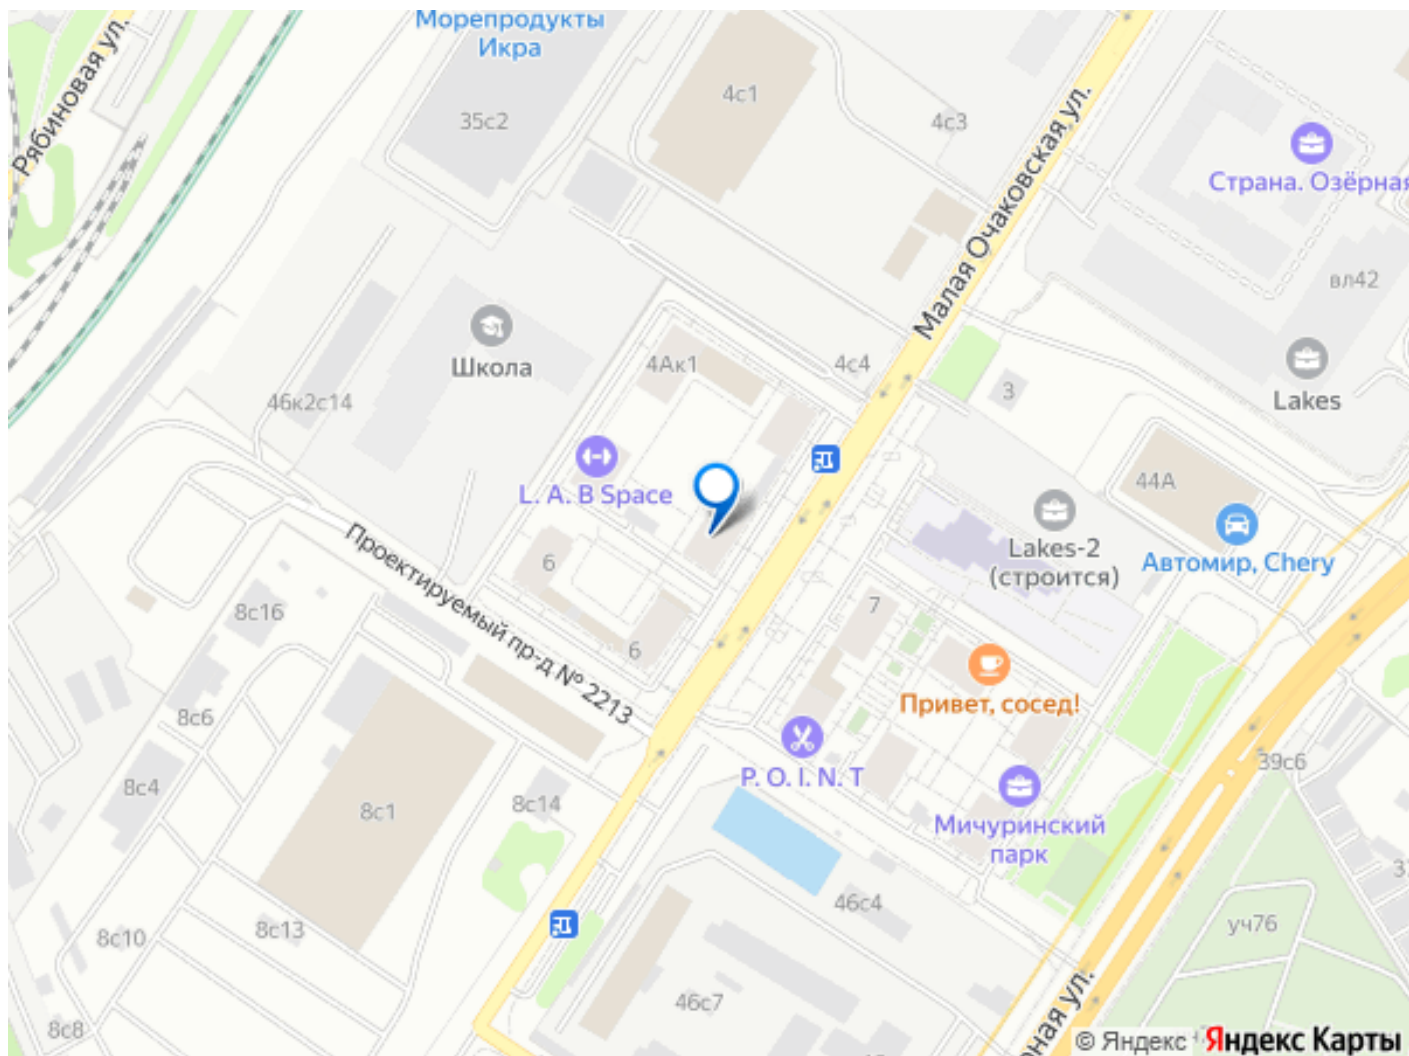 Морепродукты
Икра
Рябиновая ул.
35с2
4с1
4с3
Малая Очаковская ул.
Страна. Озёрная
вл42
Школа
4Ак1
4с4
3
Lakes
46к2с14
L. A. B Space
44А
Lakes-2
(строится)
Автомир, Chery
Проектируемый пр-д № 2213
6
8с16
7
6
Привет, сосед!
8с6
P. O. I. N. T
8с4
8с1
8с14
39с6
Мичуринский
парк
46с4
8с10
8с13
уч76
46с7
8с8
ная ул.
© Яндекс
Яндекс Карты